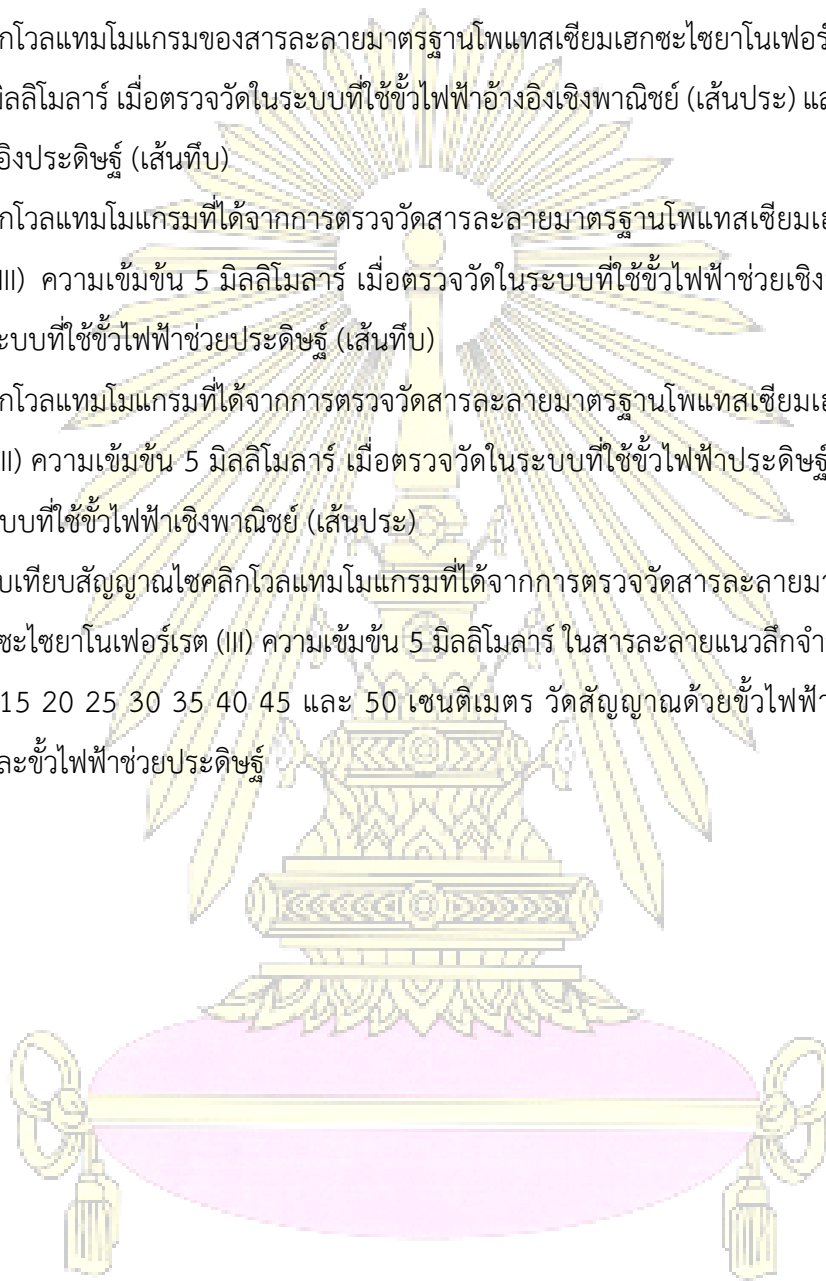 กโวลแทมโมแกรมของสารละลายมาตรฐานโพแทสเซียมเฮกซะไซยาโนเฟอร์
มิลลิโมลาร์ เมื่อตรวจวัดในระบบที่ใช้ขั้วไฟฟ้าอ้างอิงเชิงพาณิชย์ (เส้นประ)
อิงประดิษฐ์ (เส้นทึบ)
กโวลแทมโมแกรมที่ได้จากการตรวจวัดสารละลายมาตรฐานโพแทสเซียมเฮ
II) ความเข้มข้น 5 มิลลิโมลาร์ เมื่อตรวจวัดในระบบที่ใช้ขั้วไฟฟ้าช่วยเชิง
ะบบที่ใช้ขั้วไฟฟ้าช่วยประดิษฐ์ (เส้นทึบ)
กโวลแทมโมแกรมที่ได้จากการตรวจวัดสารละลายมาตรฐานโพแทสเซียมเฮ
II) ความเข้มข้น 5 มิลลิโมลาร์ เมื่อตรวจวัดในระบบที่ใช้ขั้วไฟฟ้าประดิษฐ์
บบที่ใช้ขั้วไฟฟ้าเชิงพาณิชย์ (เส้นประ)
บเทียบสัญญาณไซคลิกโวลแทมโมแกรมที่ได้จากการตรวจวัดสารละลายมา
ซะไซยาโนเฟอร์เรต (III) ความเข้มข้น 5 มิลลิโมลาร์ ในสารละลายแนวลึกจำ
15 20 25 30 35 40 45 และ 50 เซนติเมตร วัดสัญญาณด้วยขั้วไฟฟ้า
ละขั้วไฟฟ้าช่วยประดิษฐ์